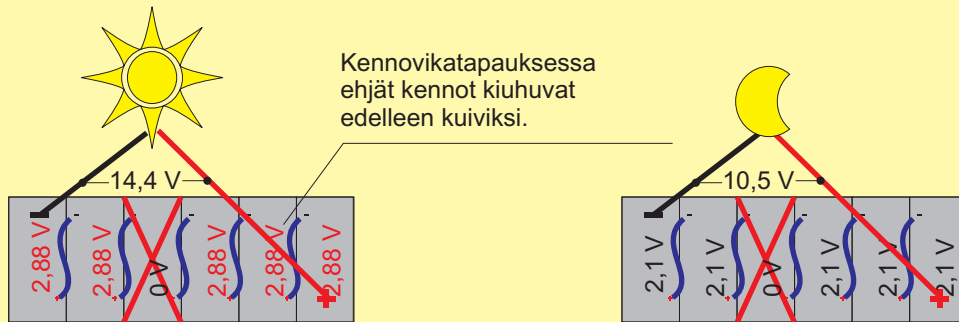 Kennovikatapauksessa
ehjät kennot kiuhuvat
edelleen kuiviksi.
14,4 V
2,88 V
2,88 V
0 V
2,88 V
2,88 V
2,88 V
10,5 V
2,1 V
2,1 V
0 V
2,1 V
2,1 V
2,1 V